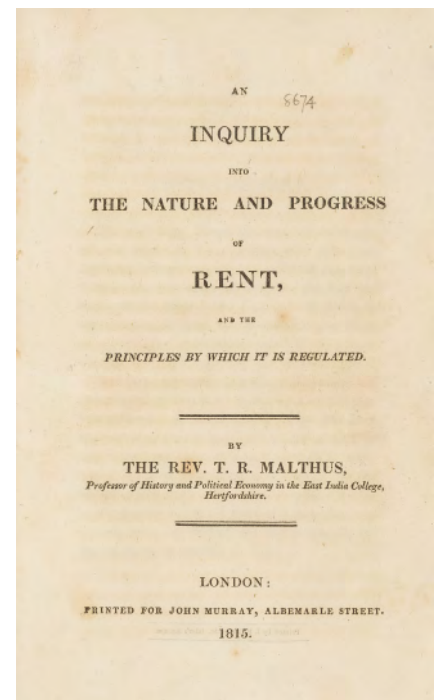 AN
8674
INQUIRY
INTO
THE NATURE AND PROGRESS
OF
RENT,
AND THE
PRINCIPLES BY WHICH IT IS REGULATED.
BY
THE REV. T. R. MALTHUS,
Professor of History and Political Economy in the East India College,
Hertfordshire.
LONDON:
PRINTED FOR JOHN MURRAY, ALBEMARLE STREET.
1815.